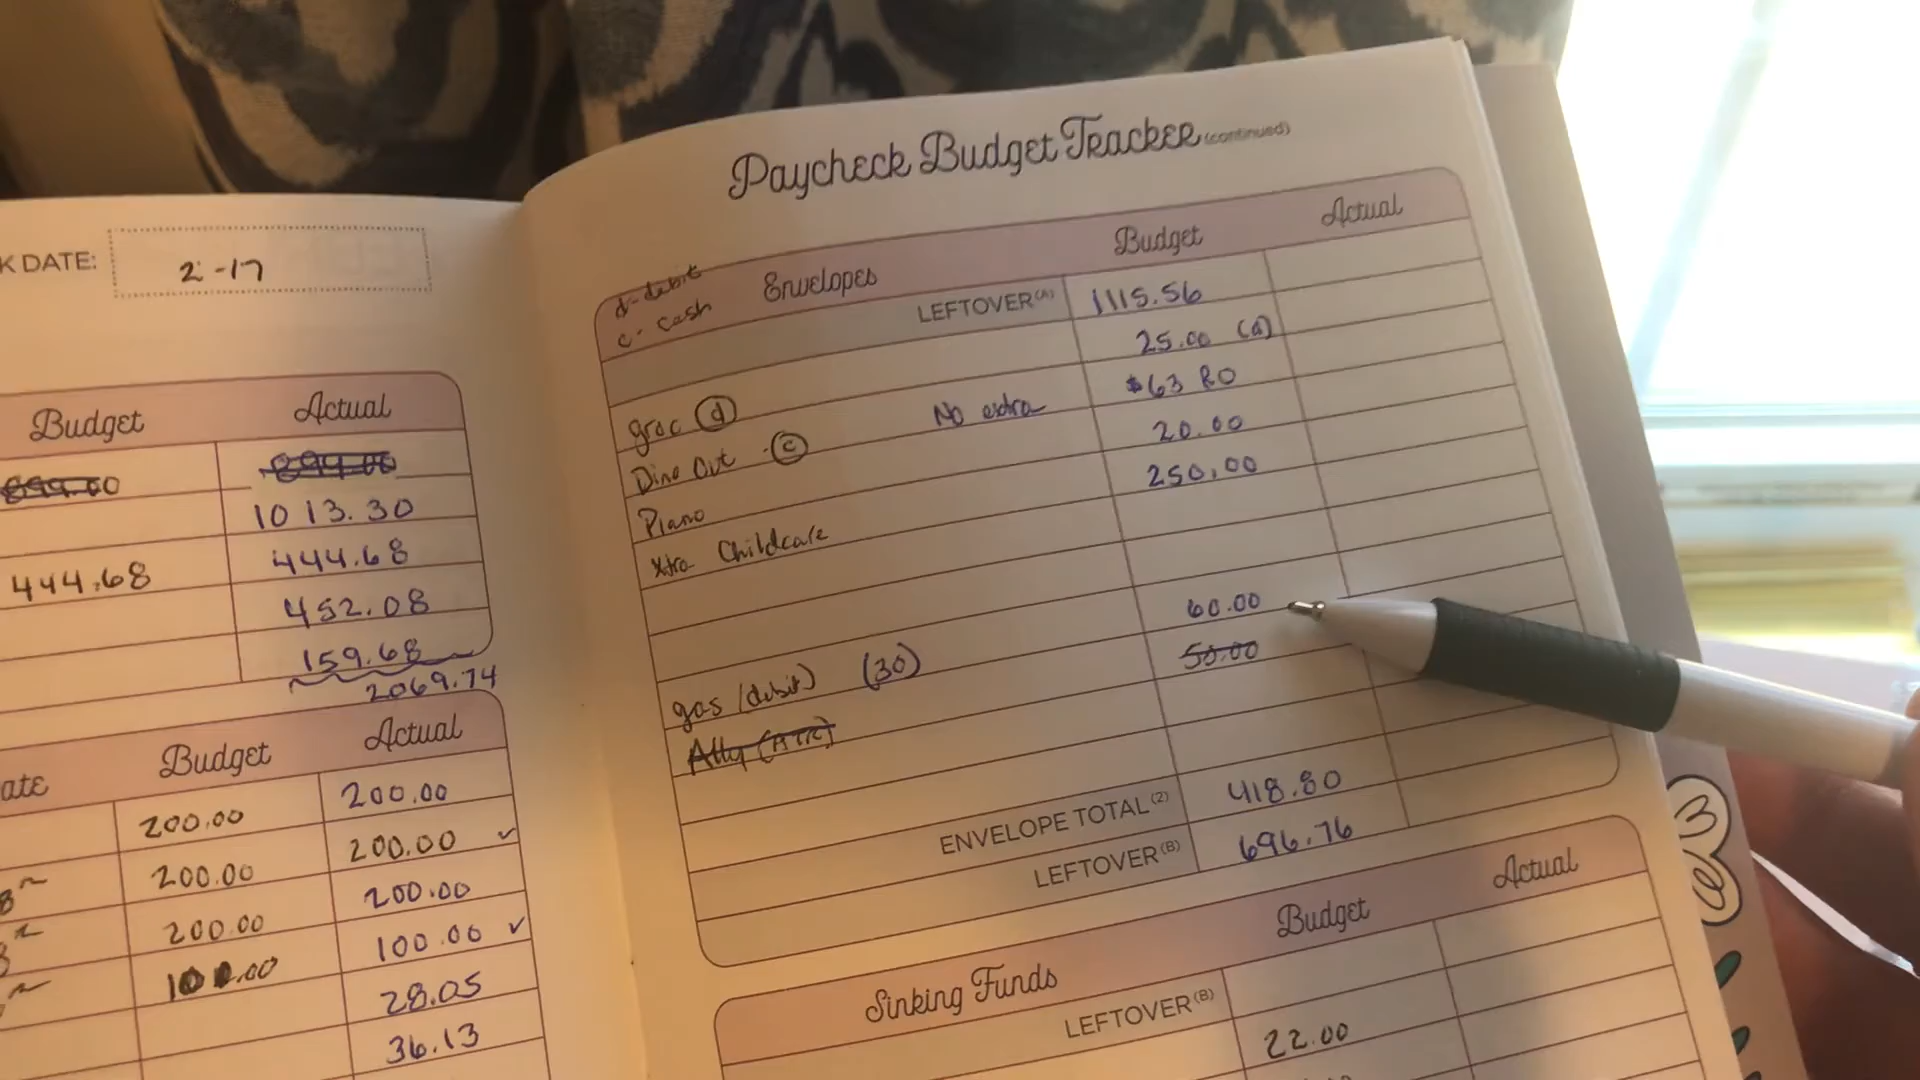 K DATE: 2-17
Budget Actual
899.00 899.00
1013.30
444.68 444.68
452.08
159.68
2069.74
ate Budget Actual
200.00 200.00
200.00 200.00 ✓
200.00 200.00
100.00 100.00 ✓
28.05
36.13
Paycheck Budget Tracker (continued)
d-debit
c-cash
Envelopes Budget Actual
LEFTOVER (A) 1115.56
groc (d) 25.00 (d)
Dine Out - (c) No extra $63.80
Piano 20.00
xtra Childcare 250.00
gas (debit) (30) 60.00
50.00
ENVELOPE TOTAL (2) 418.80
LEFTOVER (B) 696.76
Sinking Funds Budget Actual
LEFTOVER (B)
22.00